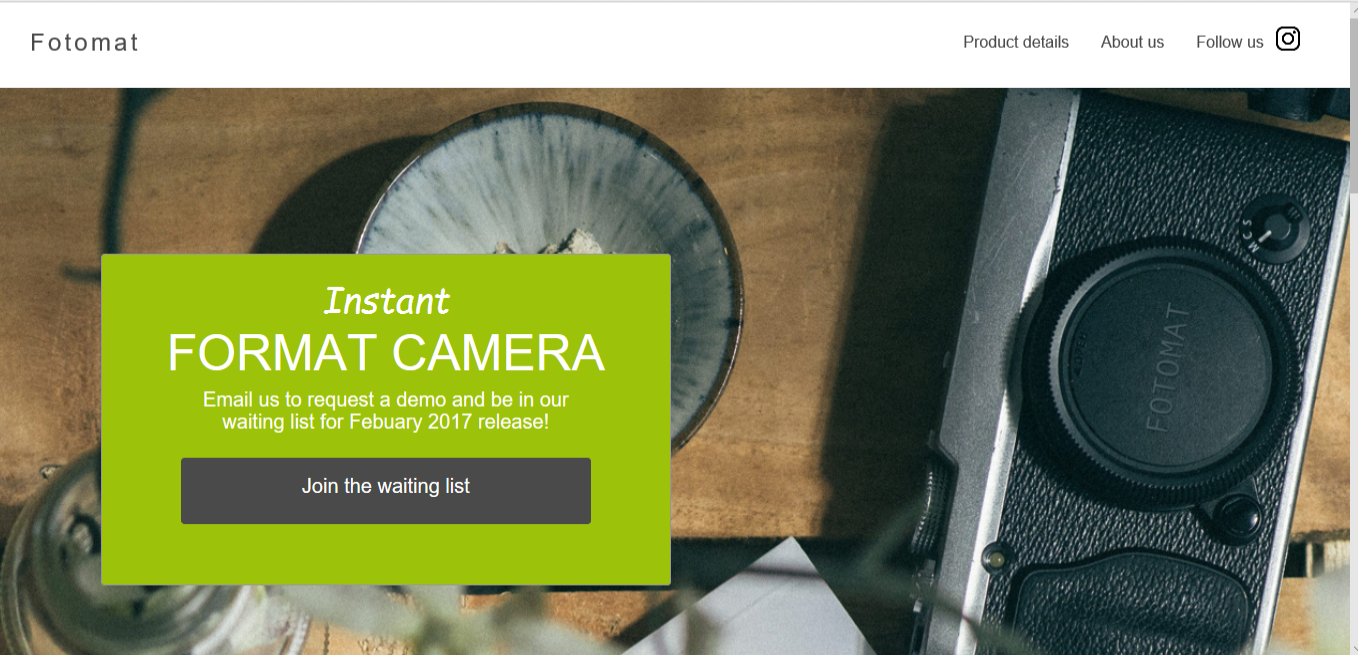 Fotomat
Product details
About us
Follow us
Instant
FORMAT CAMERA
Email us to request a demo and be in our
waiting list for Febuary 2017 release!
Join the waiting list
FOTOMAT
M C S